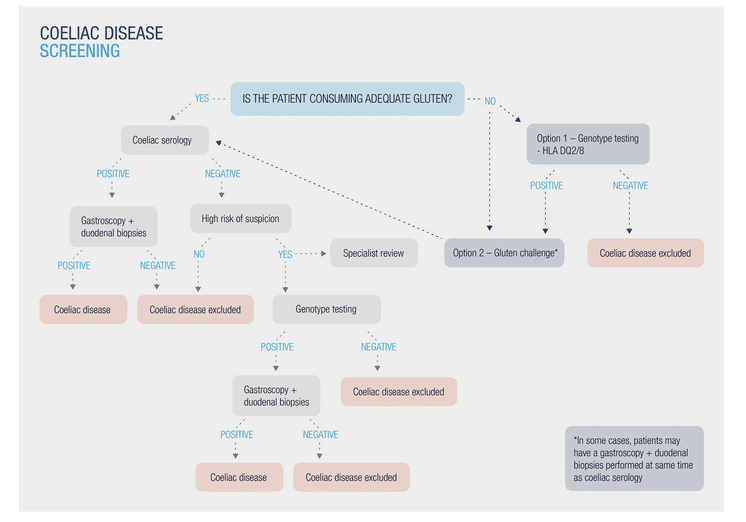 COELIAC DISEASE
SCREENING
IS THE PATIENT CONSUMING ADEQUATE GLUTEN?
YES
NO
Coeliac serology
Option 1 – Genotype testing
- HLA DQ2/8
POSITIVE
NEGATIVE
POSITIVE
NEGATIVE
Gastroscopy +
duodenal biopsies
High risk of suspicion
POSITIVE
NEGATIVE
NO
YES
Specialist review
Option 2 – Gluten challenge*
Coeliac disease excluded
Coeliac disease
Coeliac disease excluded
Genotype testing
POSITIVE
NEGATIVE
Gastroscopy +
duodenal biopsies
Coeliac disease excluded
POSITIVE
NEGATIVE
Coeliac disease
Coeliac disease excluded
*In some cases, patients may
have a gastroscopy + duodenal
biopsies performed at same time
as coeliac serology